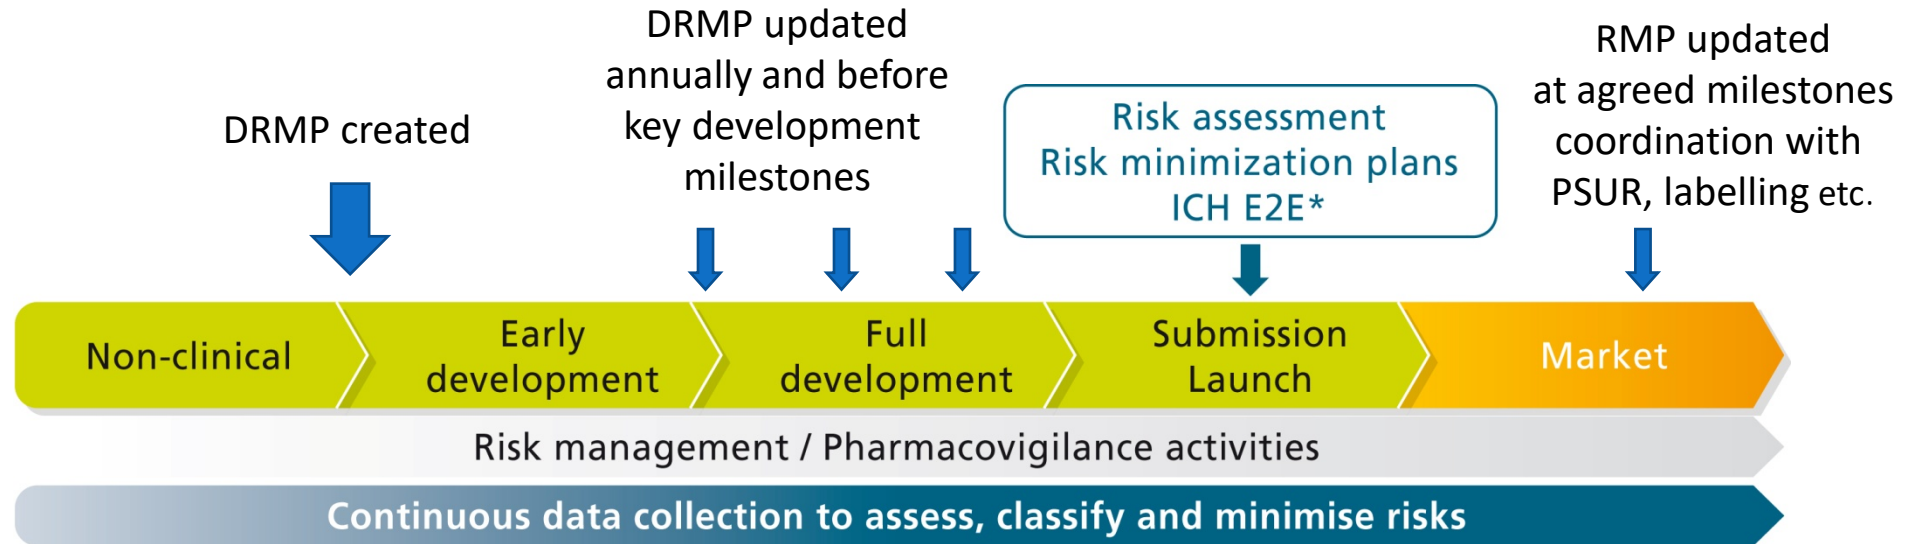 DRMP created
DRMP updated
annually and before
key development
milestones
Risk assessment
Risk minimization plans
ICH E2E*
RMP updated
at agreed milestones
coordination with
PSUR, labelling etc.
Non-clinical
Early
development
Full
development
Submission
Launch
Market
Risk management / Pharmacovigilance activities
Continuous data collection to assess, classify and minimise risks